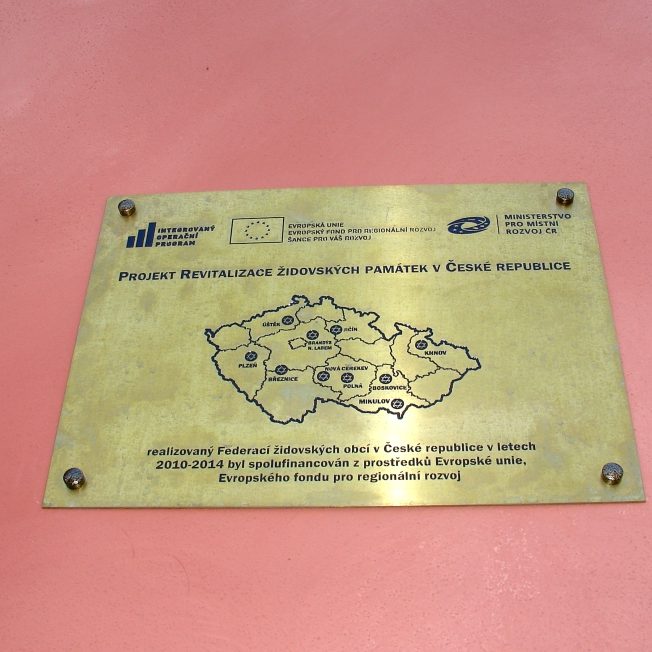 INTEGROVANÝ
OPERAČNÍ
PROGRAM
EVROPSKÁ UNIE
EVROPSKÝ FOND PRO REGIONÁLNÍ ROZVOJ
ŠANCE PRO VÁŠ ROZVOJ
MINISTERSTVO
PRO MÍSTNÍ
ROZVOJ ČR
PROJEKT REVITALIZACE ŽIDOVSKÝCH PAMÁTEK V ČESKÉ REPUBLICE
ÚŠTĚK
JIČÍN
BRANDÝS
N. LABEM
KRNOV
PLZEŇ
BŘEZNICE
NOVÁ CEREKEV
POLNÁ
BOSKOVICE
MIKULOV
realizovaný Federací židovských obcí v České republice v letech
2010-2014 byl spolufinancován z prostředků Evropské unie,
Evropského fondu pro regionální rozvoj